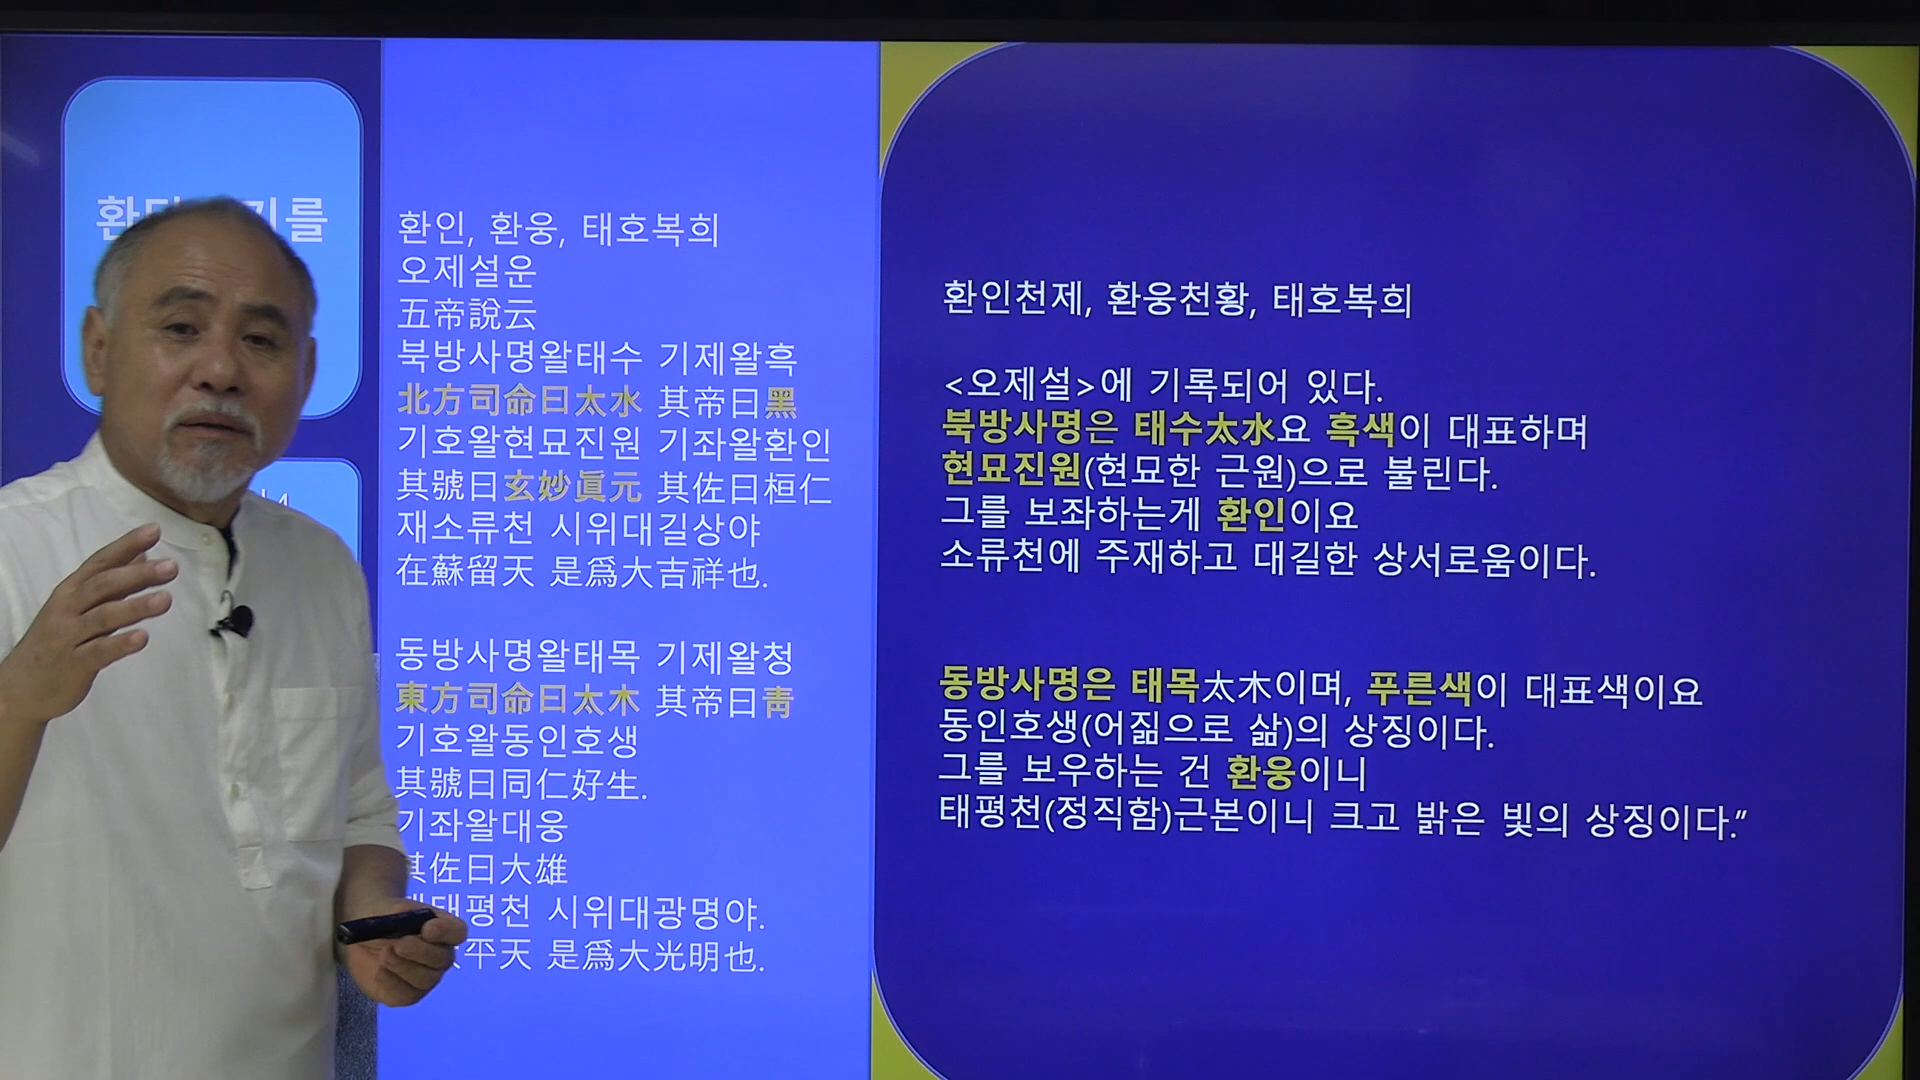 를
환인, 환웅, 태호복희
오제설운
五帝說云
북방사명왈태수 기제왈흑
北方司命曰太水 其帝曰黑
기호왈현묘진원 기좌왈환인
其號曰玄妙眞元 其佐曰桓仁
재소류천 시위대길상야
在蘇留天 是爲大吉祥也.
동방사명왈태목 기제왈청
東方司命曰太木 其帝曰靑
기호왈동인호생
其號曰同仁好生.
기좌왈대웅
其佐曰大雄
태평천 시위대광명야.
平天 是爲大光明也.
환인천제, 환웅천황, 태호복희
<오제설>에 기록되어 있다.
북방사명은 태수太水요 흑색이 대표하며
현묘진원(현묘한 근원)으로 불린다.
그를 보좌하는게 환인이요
소류천에 주재하고 대길한 상서로움이다.
동방사명은 태목太木이며, 푸른색이 대표색이요
동인호생(어짊으로 삶)의 상징이다.
그를 보우하는 건 환웅이니
태평천(정직함)근본이니 크고 밝은 빛의 상징이다.”